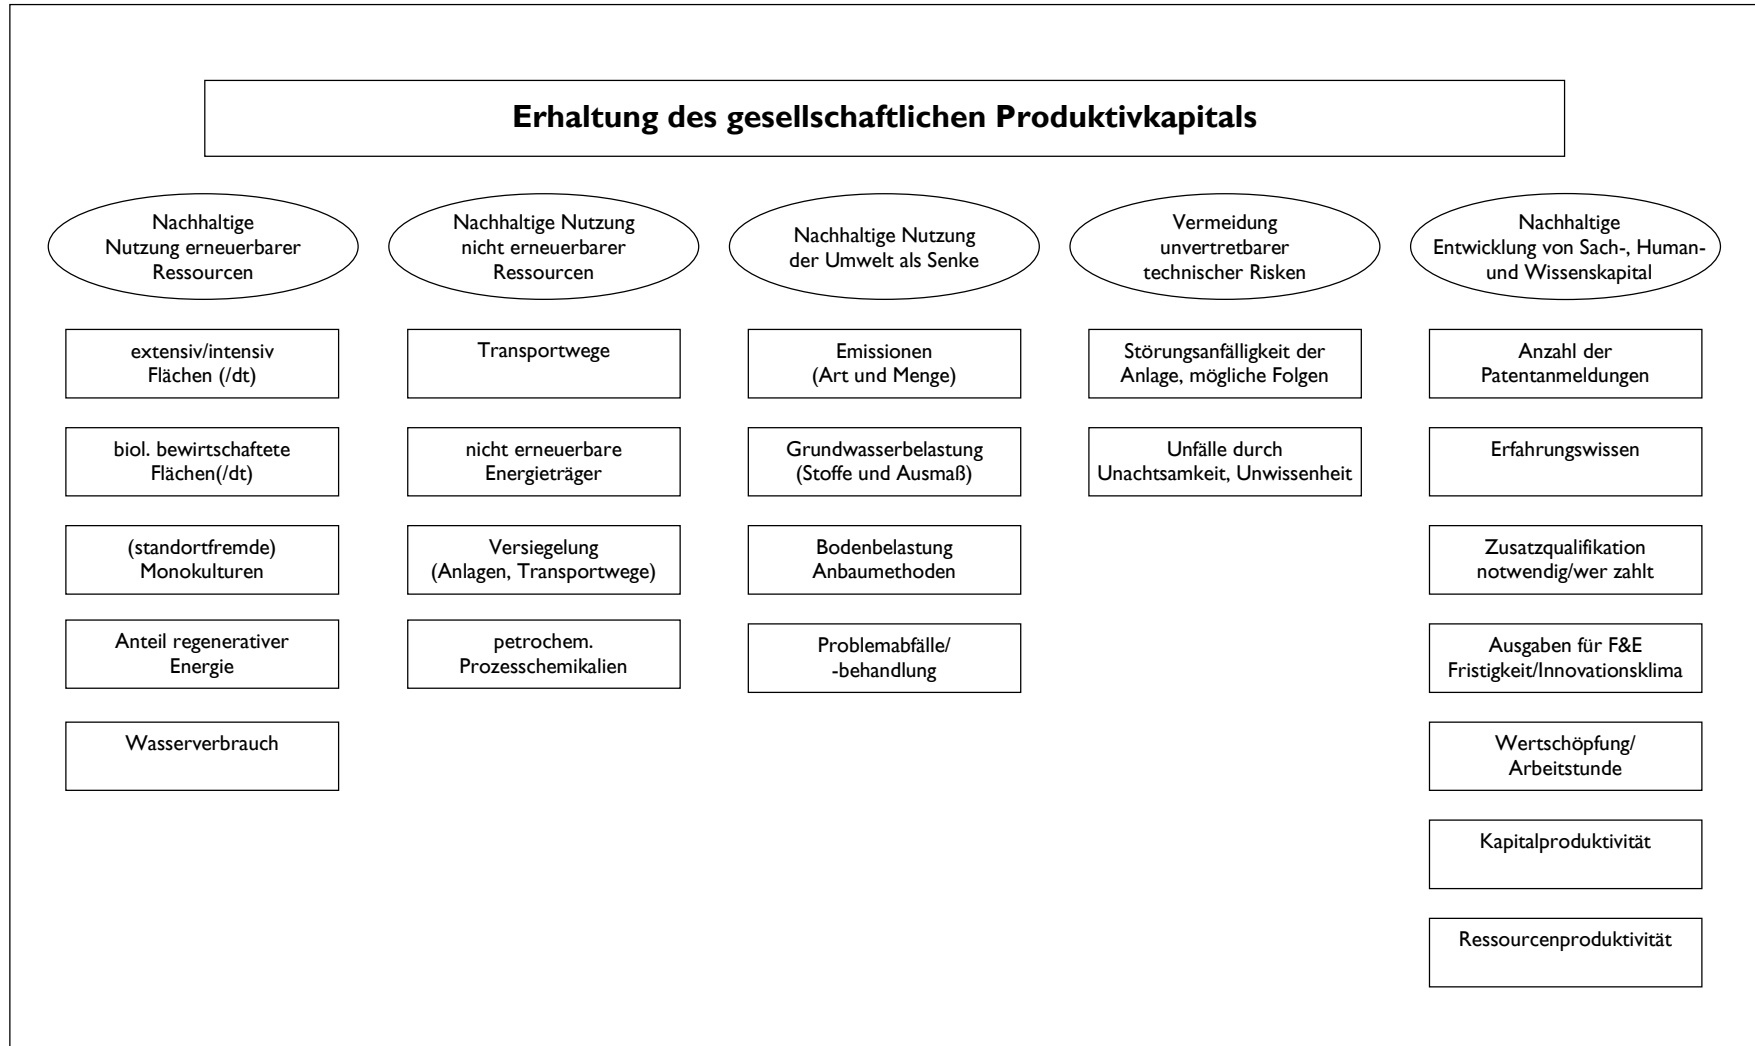 Erhaltung des gesellschaftlichen Produktivkapitals
Nachhaltige
Nutzung erneuerbarer
Ressourcen
extensiv/intensiv
Flächen (/dt)
biol. bewirtschaftete
Flächen(/dt)
(standortfremde)
Monokulturen
Anteil regenerativer
Energie
Wasserverbrauch
Nachhaltige Nutzung
nicht erneuerbarer
Ressourcen
Transportwege
nicht erneuerbare
Energieträger
Versiegelung
(Anlagen, Transportwege)
petrochem.
Prozesschemikalien
Nachhaltige Nutzung
der Umwelt als Senke
Emissionen
(Art und Menge)
Grundwasserbelastung
(Stoffe und Ausmaß)
Bodenbelastung
Anbaumethoden
Problemabfälle/
-behandlung
Vermeidung
unvertretbarer
technischer Risken
Störungsanfälligkeit der
Anlage, mögliche Folgen
Unfälle durch
Unachtsamkeit, Unwissenheit
Nachhaltige
Entwicklung von Sach-, Human-
und Wissenskapital
Anzahl der
Patentanmeldungen
Erfahrungswissen
Zusatzqualifikation
notwendig/wer zahlt
Ausgaben für F&E
Fristigkeit/Innovationsklima
Wertschöpfung/
Arbeitstunde
Kapitalproduktivität
Ressourcenproduktivität